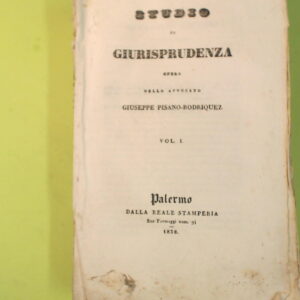 STUDIO
DI
GIURISPRUDENZA
OPERA
DELLO AVVOCATO
GIUSEPPE PISANO-RODRIQUEZ
VOL. I
Palermo
DALLA REALE STAMPERIA
1838.